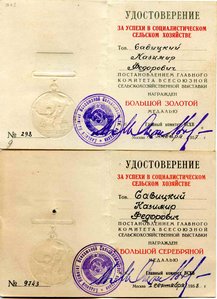 УДОСТОВЕРЕНИЕ
ЗА УСПЕХИ В СОЦИАЛИСТИЧЕСКОМ
СЕЛЬСКОМ ХОЗЯЙСТВЕ
Тов. Савицкий
Казимир
Федорович
ПОСТАНОВЛЕНИЕМ ГЛАВНОГО
КОМИТЕТА ВСЕСОЮЗНОЙ
СЕЛЬСКОХОЗЯЙСТВЕННОЙ ВЫСТАВКИ
НАГРАЖДЕН
БОЛЬШОЙ ЗОЛОТОЙ
МЕДАЛЬЮ
№ 298
УДОСТОВЕРЕНИЕ
ЗА УСПЕХИ В СОЦИАЛИСТИЧЕСКОМ
СЕЛЬСКОМ ХОЗЯЙСТВЕ
Тов. Савицкий
Казимир
Федорович
ПОСТАНОВЛЕНИЕМ ГЛАВНОГО
КОМИТЕТА ВСЕСОЮЗНОЙ
СЕЛЬСКОХОЗЯЙСТВЕННОЙ ВЫСТАВКИ
НАГРАЖДЕН
БОЛЬШОЙ СЕРЕБРЯНОЙ
МЕДАЛЬЮ
Главный комитет ВСХВ
№ 9743